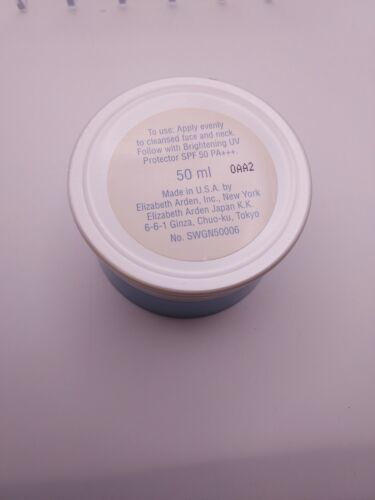 To use: Apply evenly
to cleansed face and neck.
Follow with Brightening UV
Protector SPF 50 PA+++.
50 ml 0AA2
Made in U.S.A. by
Elizabeth Arden, Inc., New York
Elizabeth Arden Japan K.K.
6-6-1 Ginza, Chuo-ku, Tokyo
No. SWGN50006